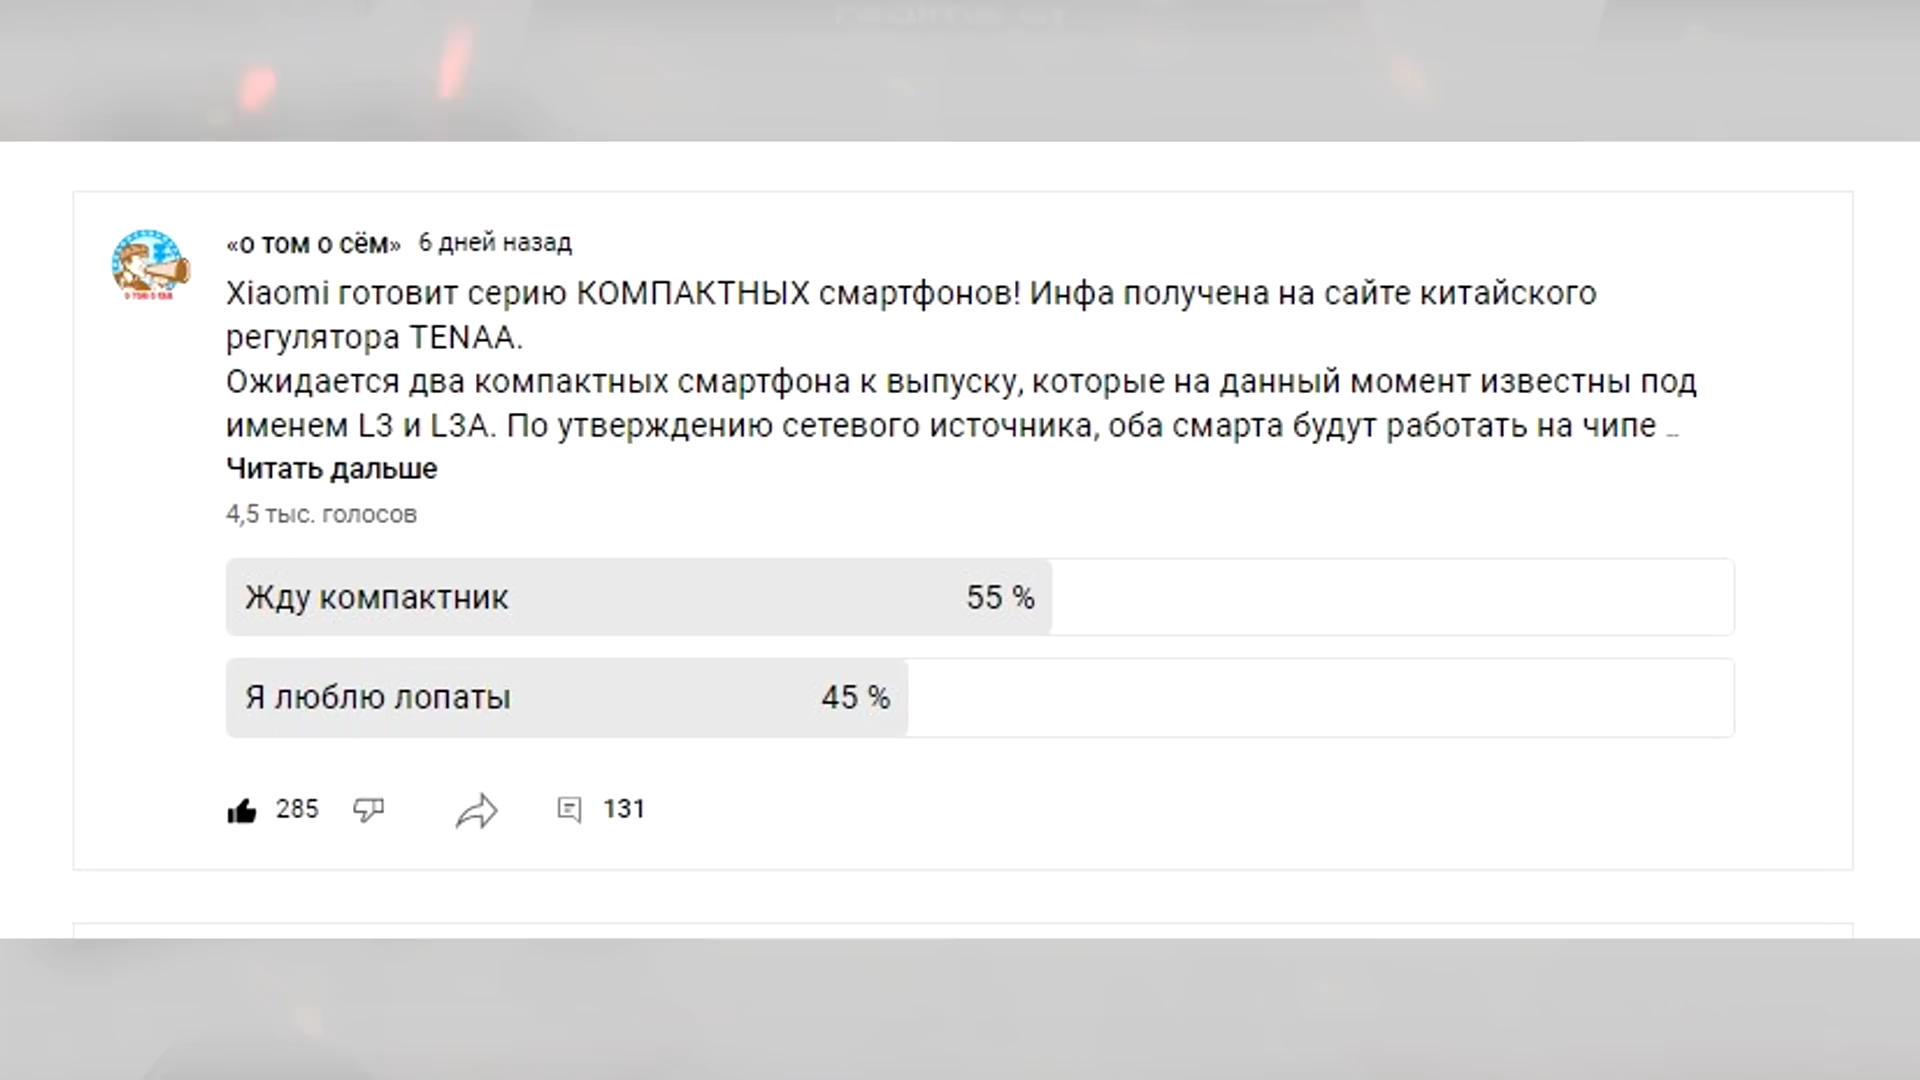 «о том о сём» 6 дней назад
Xiaomi готовит серию КОМПАКТНЫХ смартфонов! Инфа получена на сайте китайского
регулятора TENAA.
Ожидается два компактных смартфона к выпуску, которые на данный момент известны под
именем L3 и L3A. По утверждению сетевого источника, оба смарта будут работать на чипе ...
Читать дальше
4,5 тыс. голосов
Жду компактник 55 %
Я люблю лопаты 45 %
285 131